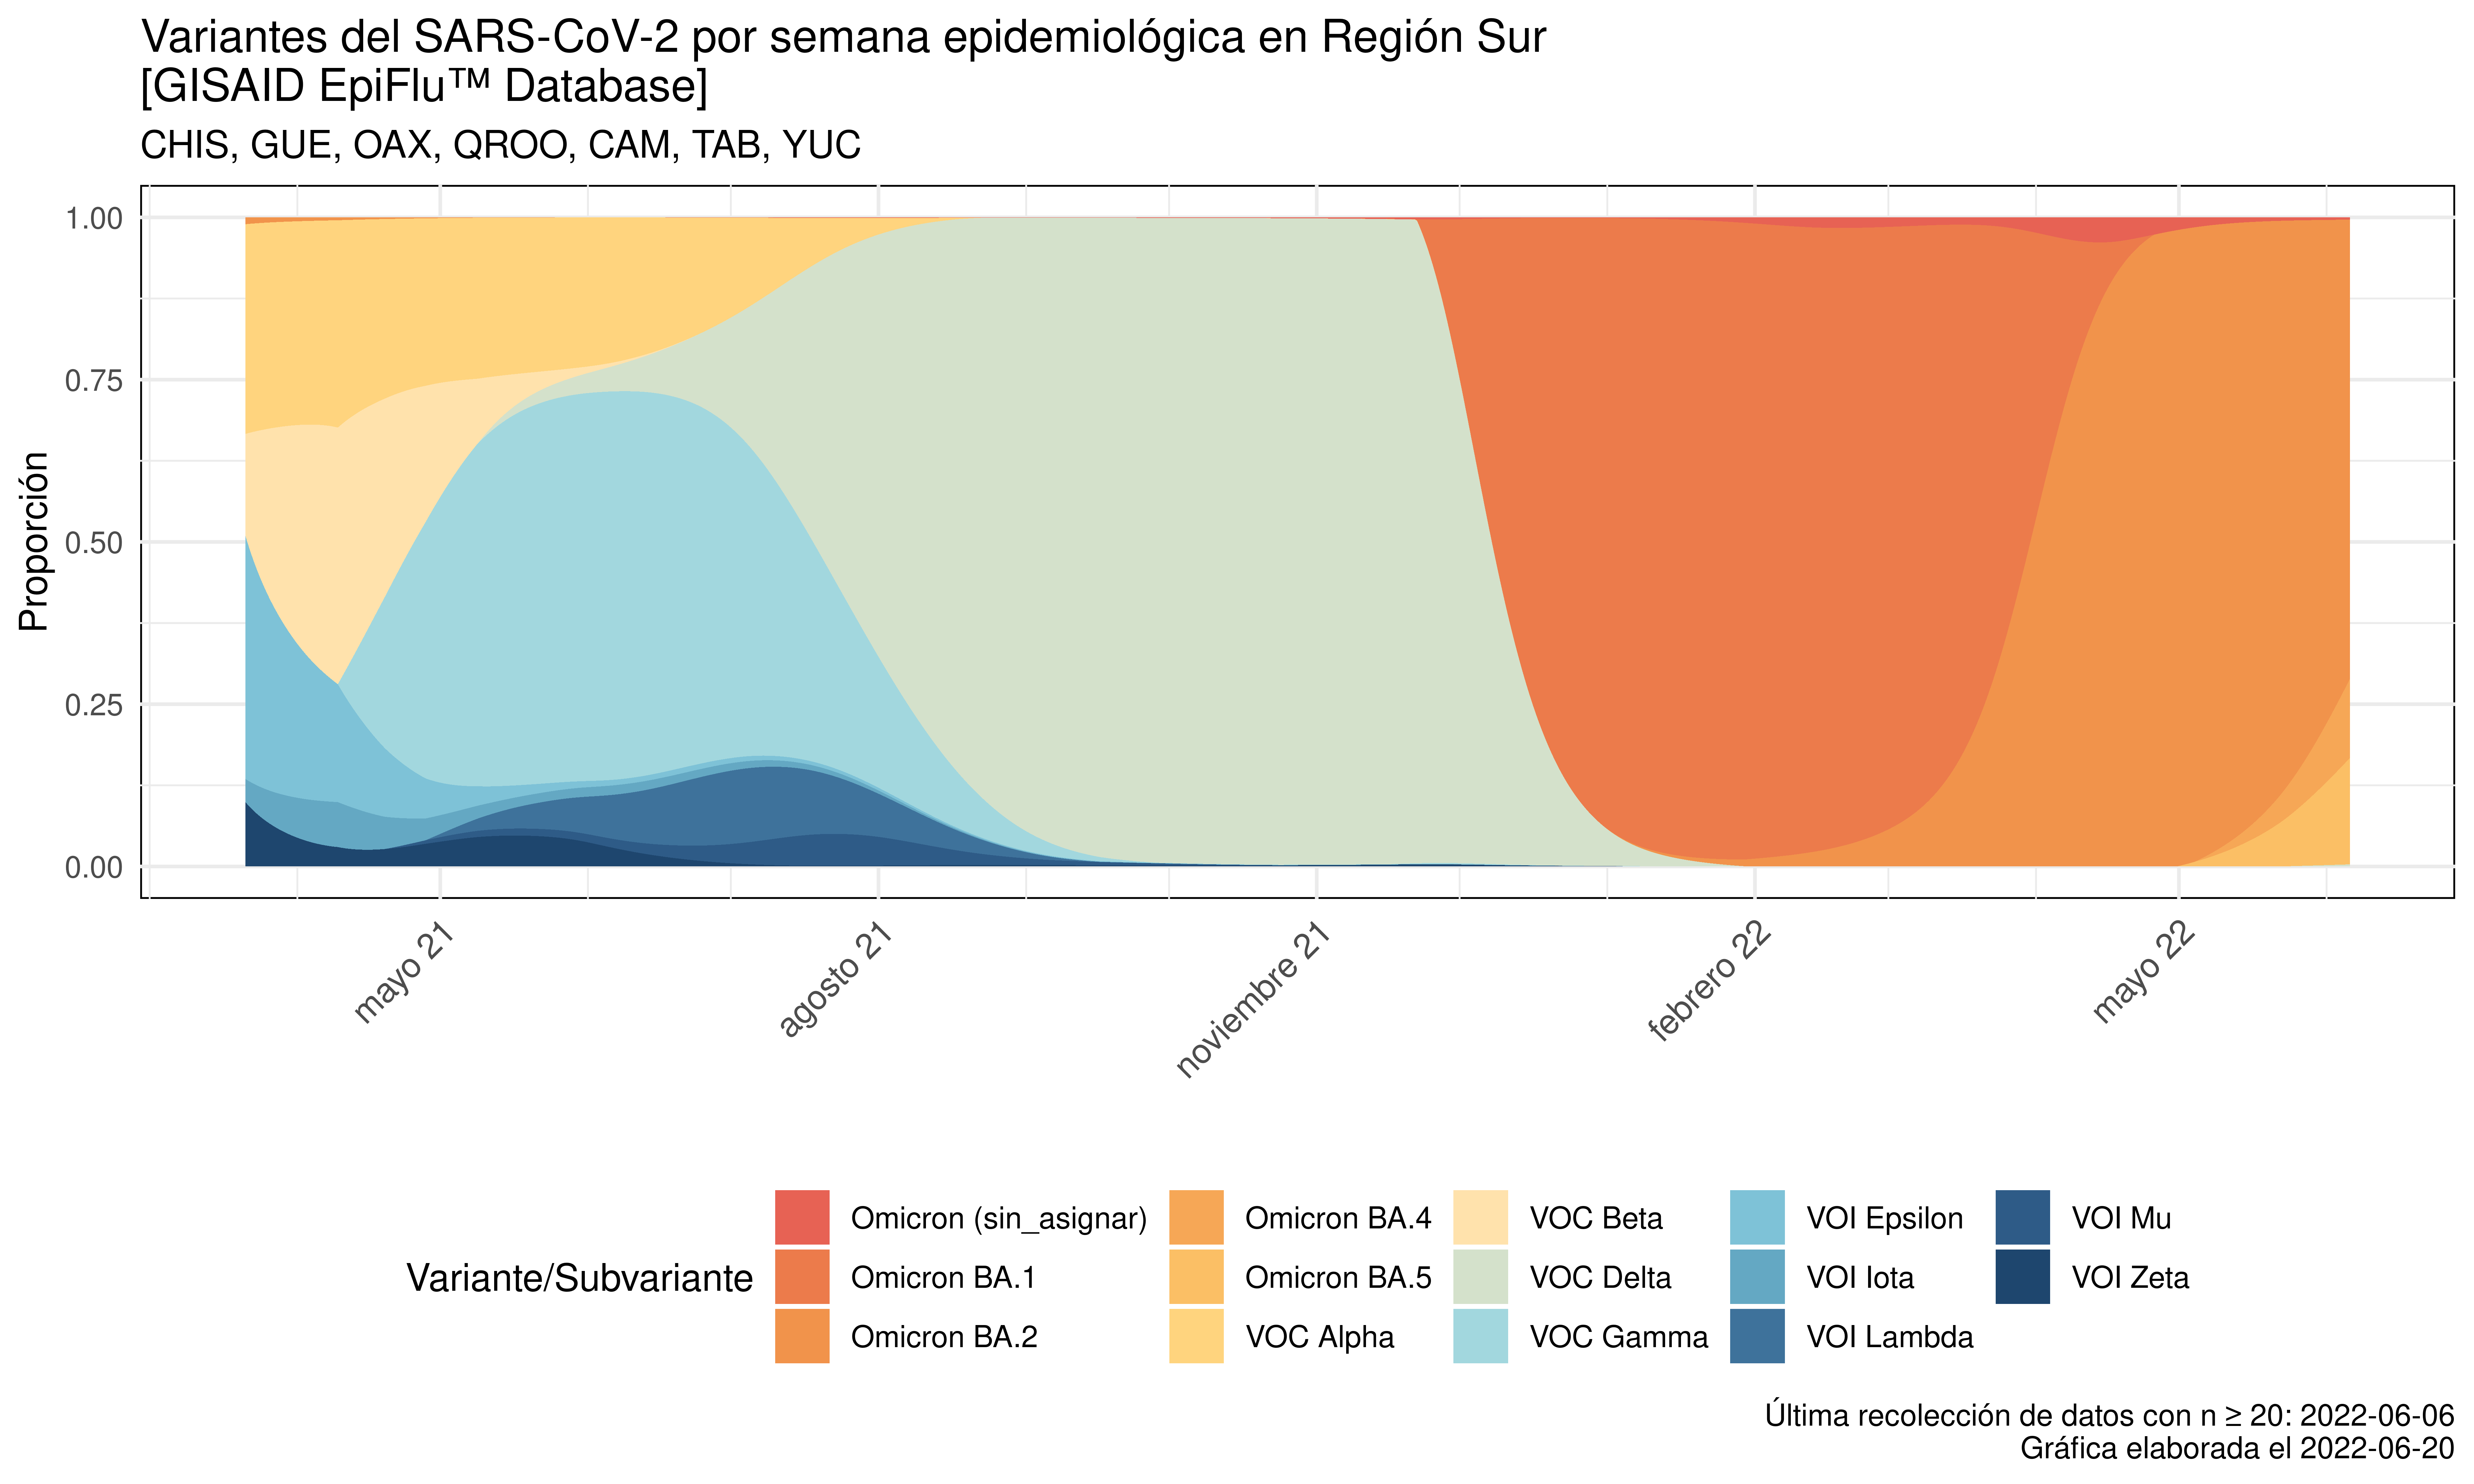 Variantes del SARS-CoV-2 por semana epidemiológica en Región Sur
[GISAID EpiFlu™ Database]
CHIS, GUE, OAX, QROO, CAM, TAB, YUC
Proporción
1.00
0.75
0.50
0.25
0.00
mayo 21
agosto 21
noviembre 21
febrero 22
mayo 22
Variante/Subvariante
Omicron (sin_asignar)
Omicron BA.1
Omicron BA.2
Omicron BA.4
Omicron BA.5
VOC Alpha
VOC Beta
VOC Delta
VOC Gamma
VOI Epsilon
VOI Iota
VOI Lambda
VOI Mu
VOI Zeta
Última recolección de datos con n ≥ 20: 2022-06-06
Gráfica elaborada el 2022-06-20